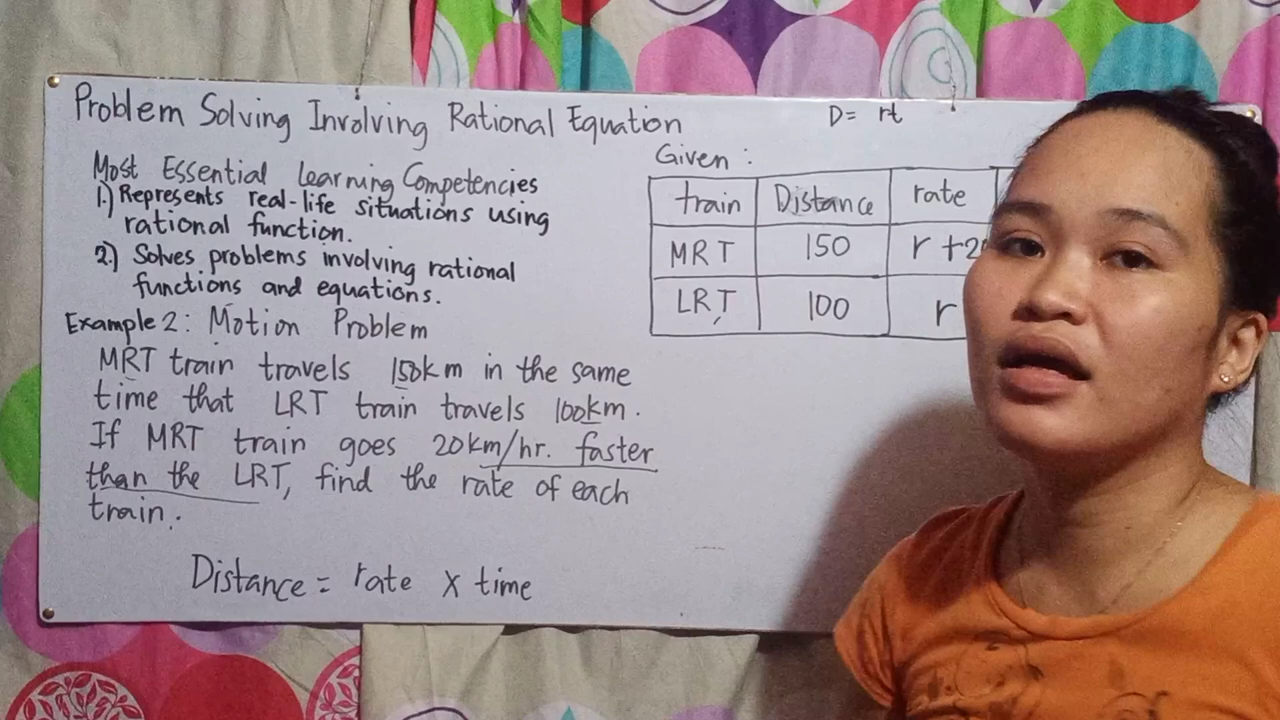 Problem Solving Involving Rational Equation
Most Essential Learning Competencies
1.) Represents real-life situations using
rational function.
2.) Solves problems involving rational
functions and equations.
Example 2: Motion Problem
MRT train travels 150km in the same
time that LRT train travels 100km.
If MRT train goes 20km/hr. faster
than the LRT, find the rate of each
train.
Distance = rate x time
D= rt
Given:
train Distance rate
MRT 150 r +2
LRT 100 r